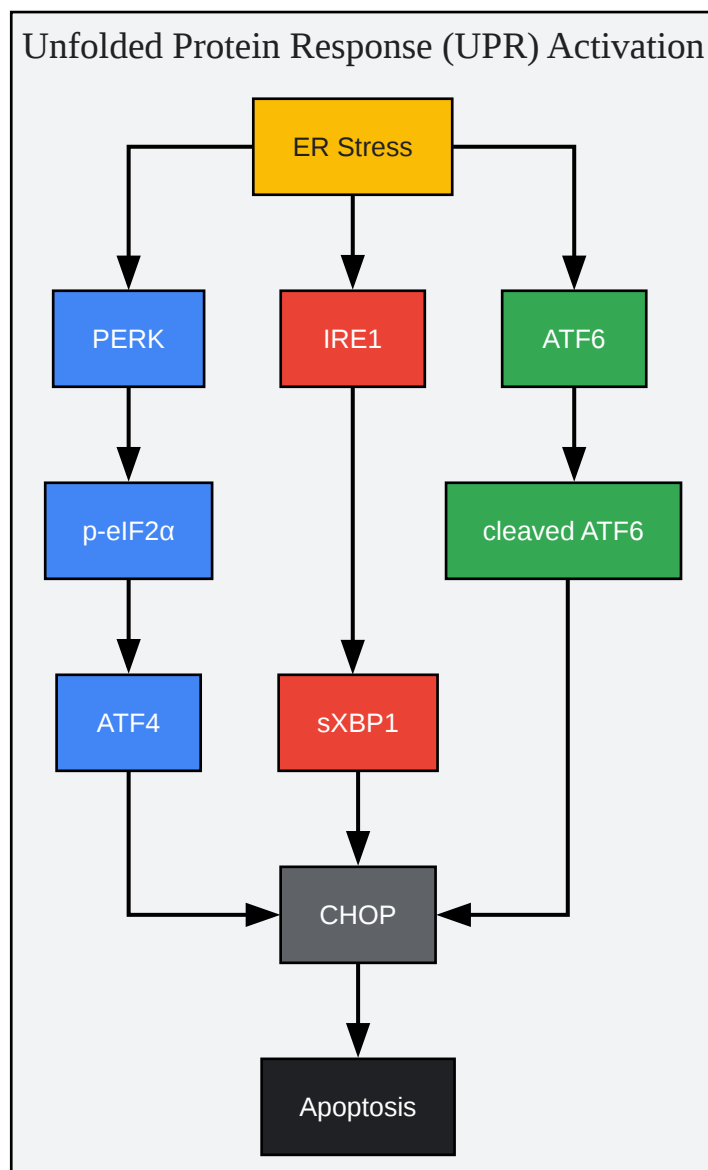 Unfolded Protein Response (UPR) Activation
ER Stress
PERK
IRE1
ATF6
p-eIF2α
cleaved ATF6
ATF4
sXBP1
CHOP
Apoptosis